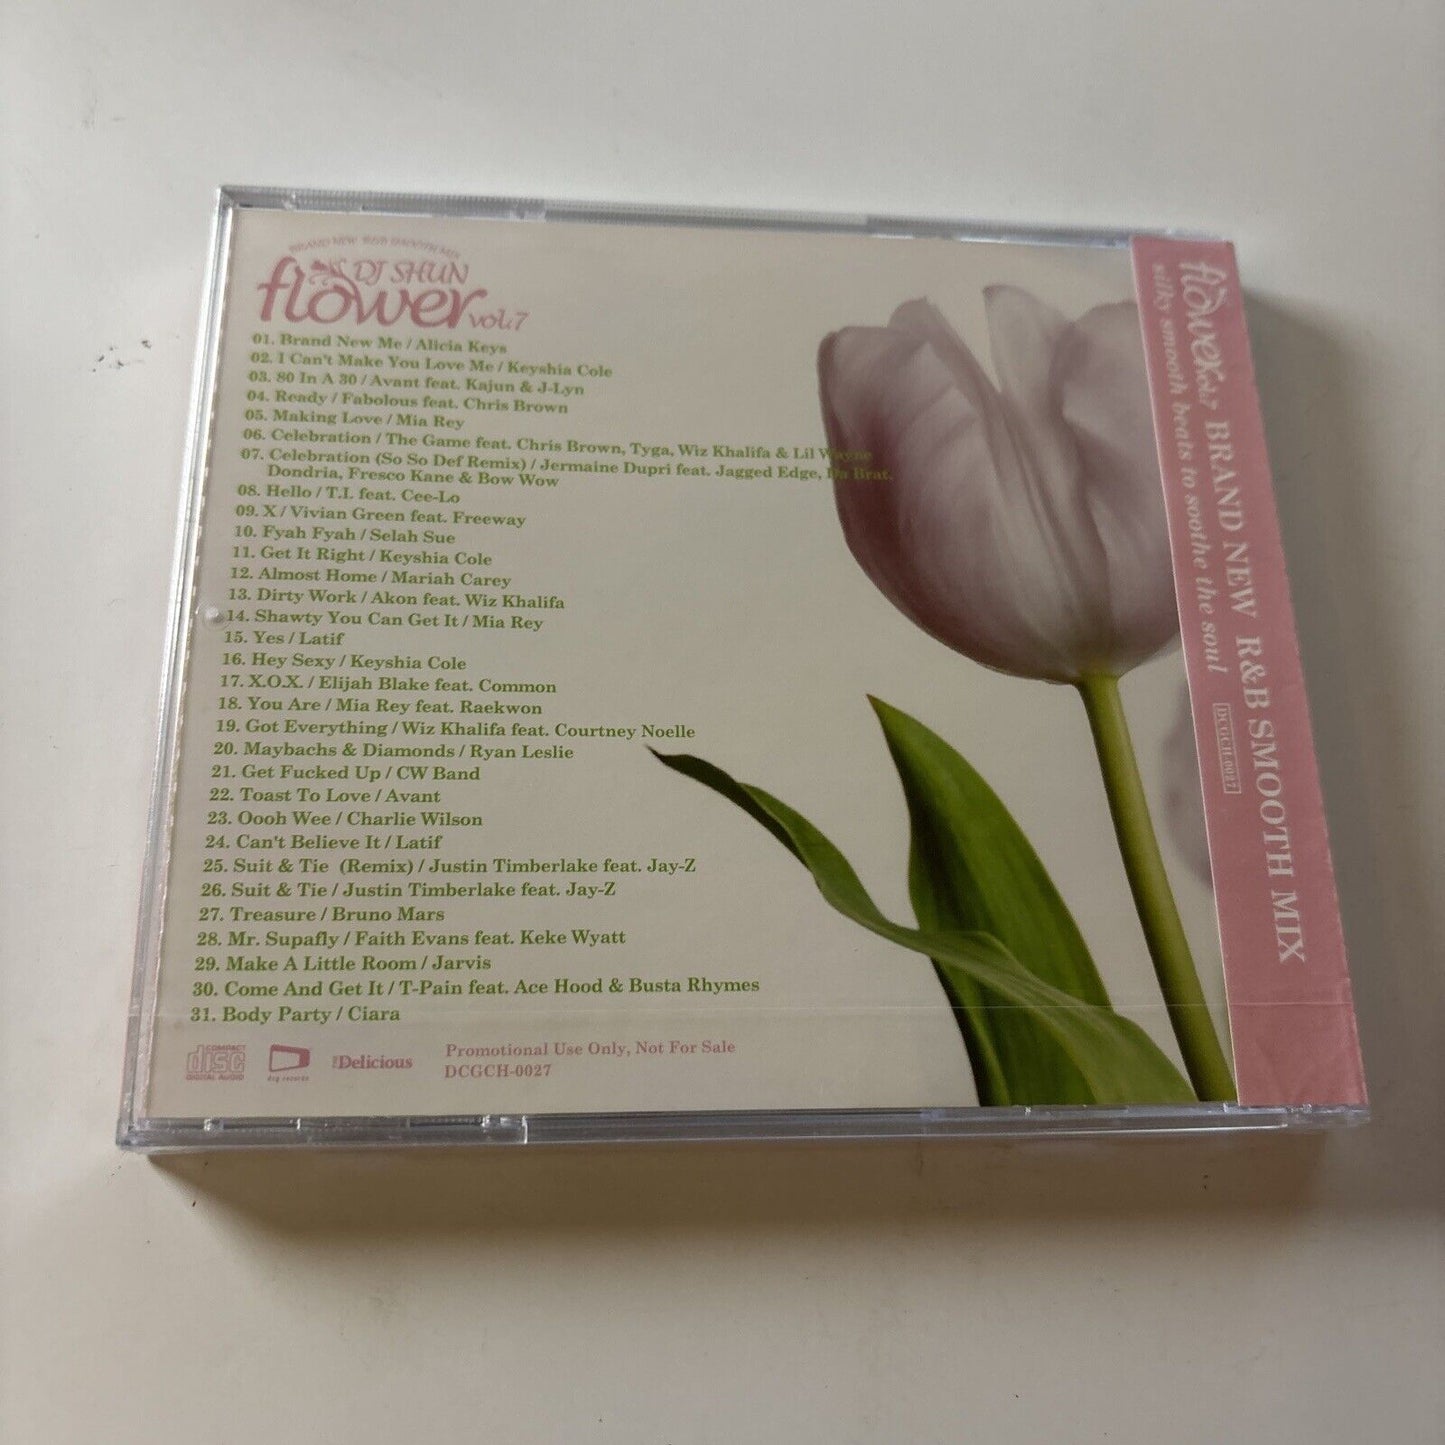 BRAND NEW R&B SMOOTH MIX
DJ SHUN
flower vol.7
01. Brand New Me / Alicia Keys
02. I Can't Make You Love Me / Keyshia Cole
03. 80 In A 30 / Avant feat. Kajun & J-Lyn
04. Ready / Fabolous feat. Chris Brown
05. Making Love / Mia Rey
06. Celebration / The Game feat. Chris Brown, Tyga, Wiz Khalifa & Lil Wayne
07. Celebration (So So Def Remix) / Jermaine Dupri feat. Jagged Edge, Da Brat,
Dondria, Fresco Kane & Bow Wow
08. Hello / T.I. feat. Cee-Lo
09. X / Vivian Green feat. Freeway
10. Fyah Fyah / Selah Sue
11. Get It Right / Keyshia Cole
12. Almost Home / Mariah Carey
13. Dirty Work / Akon feat. Wiz Khalifa
14. Shawty You Can Get It / Mia Rey
15. Yes / Latif
16. Hey Sexy / Keyshia Cole
17. X.O.X. / Elijah Blake feat. Common
18. You Are / Mia Rey feat. Raekwon
19. Got Everything / Wiz Khalifa feat. Courtney Noelle
20. Maybachs & Diamonds / Ryan Leslie
21. Get Fucked Up / CW Band
22. Toast To Love / Avant
23. Oooh Wee / Charlie Wilson
24. Can't Believe It / Latif
25. Suit & Tie (Remix) / Justin Timberlake feat. Jay-Z
26. Suit & Tie / Justin Timberlake feat. Jay-Z
27. Treasure / Bruno Mars
28. Mr. Supafly / Faith Evans feat. Keke Wyatt
29. Make A Little Room / Jarvis
30. Come And Get It / T-Pain feat. Ace Hood & Busta Rhymes
31. Body Party / Ciara
COMPACT
disc
DIGITAL AUDIO
dcg records
Delicious
Promotional Use Only, Not For Sale
DCGCH-0027
flower vol.7 BRAND NEW R&B SMOOTH MIX
silky smooth beats to soothe the soul DCGCH-0027